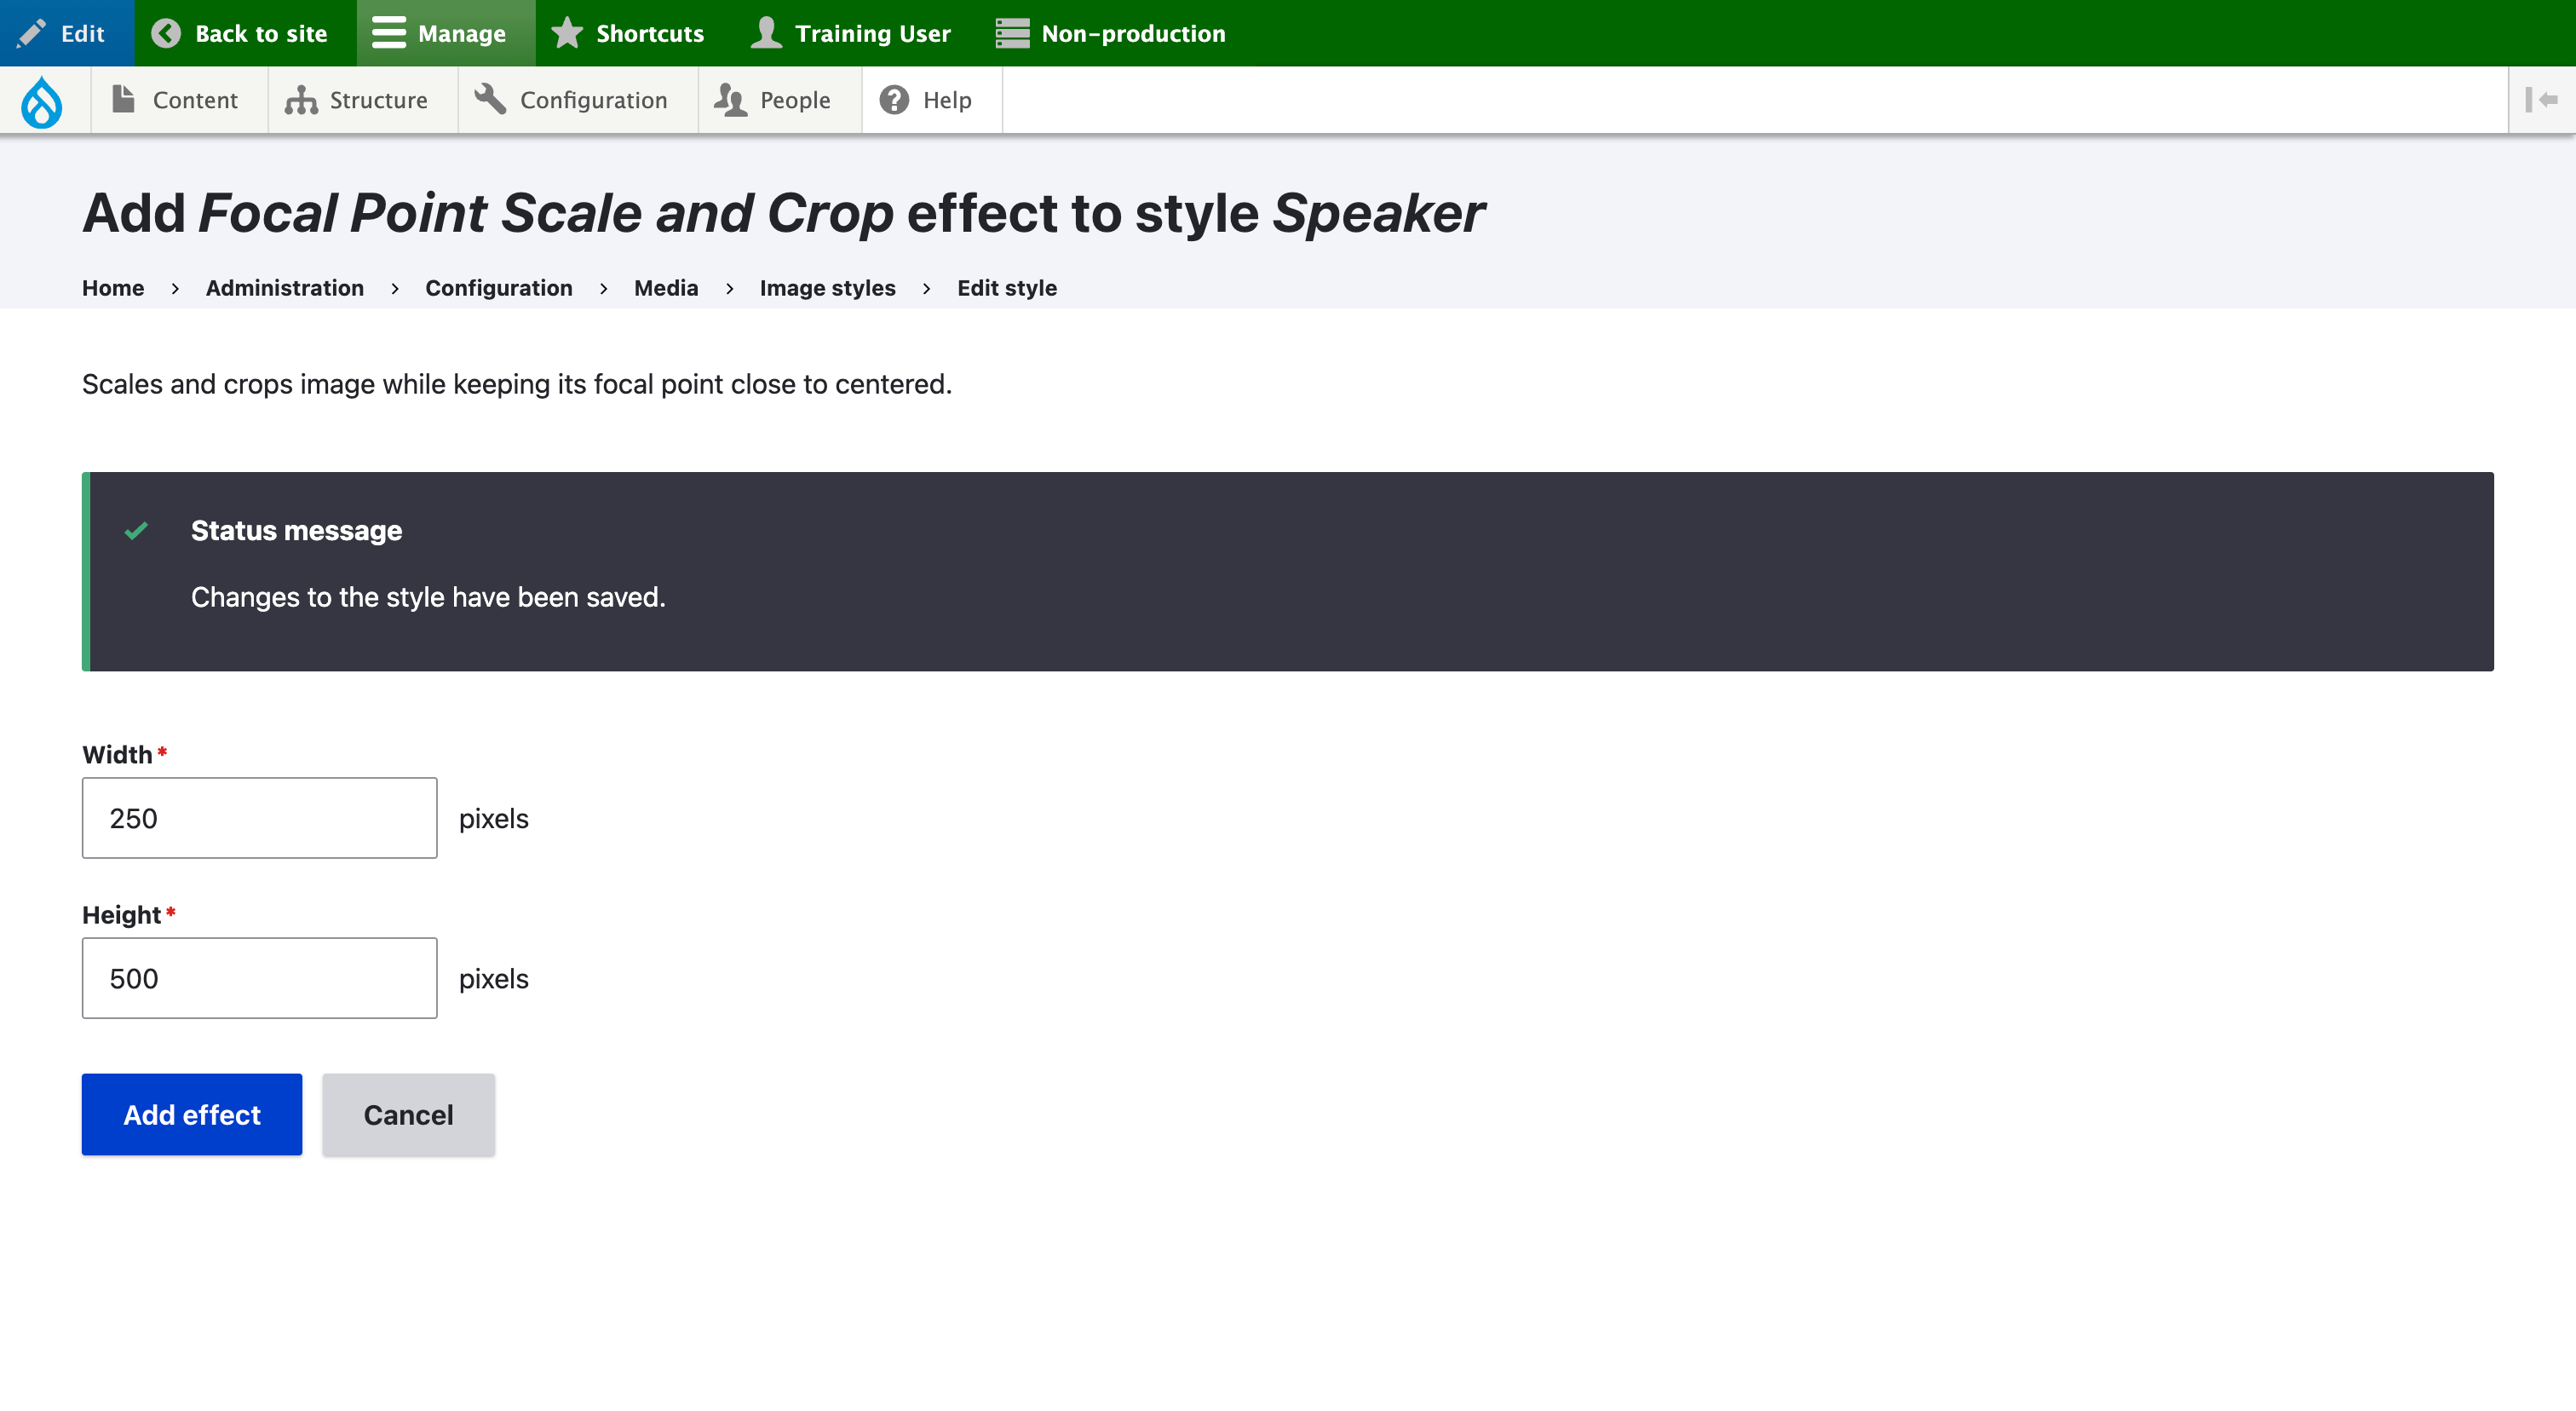 Edit Back to site Manage Shortcuts Training User Non-production
Content Structure Configuration People Help
Add Focal Point Scale and Crop effect to style Speaker
Home > Administration > Configuration > Media > Image styles > Edit style
Scales and crops image while keeping its focal point close to centered.
Status message
Changes to the style have been saved.
Width*
250 pixels
Height*
500 pixels
Add effect Cancel